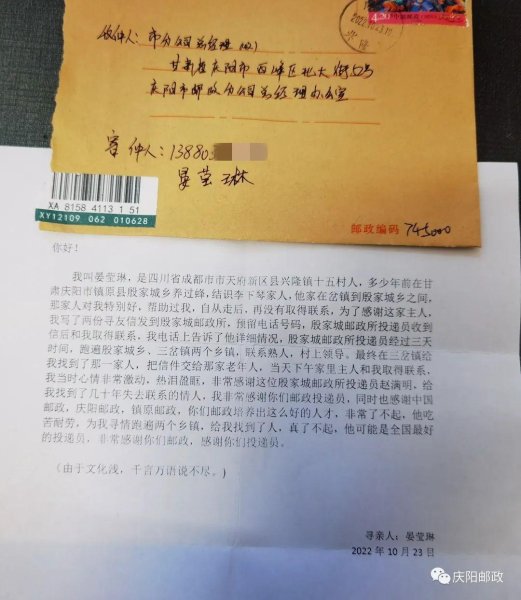 4.20
中国邮政
2022.10.23.12
兴隆
收件人：市分公司总经理(收)
甘肃省庆阳市西峰区北大街52号
庆阳市邮政分公司总经理办公室
寄件人：138803
晏莹琳
XA 8158 4113 1 51
XY12109 062 010628
邮政编码 745000
你好！
我叫晏莹琳，是四川省成都市市天府新区县兴隆镇十五村人，多少年前在甘
肃庆阳市镇原县殷家城乡养过蜂，结识李下琴家人，他家在岔镇到殷家城乡之间，
那家人对我特别好，帮助过我，自从走后，再没有取得联系，为了感谢这家主人，
我写了两份寻友信发到殷家城邮政所，预留电话号码，殷家城邮政所投递员收到
信后和我取得联系，我电话上告诉了他详细情况，殷家城邮政所投递员经过三天
时间，跑遍殷家城乡、三岔镇两个乡镇，联系熟人，村上领导。最终在三岔镇给
我找到了那一家人，把信件交给那家老年人，当天下午家里主人和我取得联系，
我当时心情非常激动，热泪盈眶，非常感谢这位殷家城邮政所投递员赵满明，给
我找到了几十年失去联系的情人，我非常感谢你们邮政投递员，同时也感谢中国
邮政，庆阳邮政，镇原邮政，你们邮政培养出这么好的人才，非常了不起，他吃
苦耐劳，为我寻情跑遍两个乡镇，给我找到了人，真了不起，他可能是全国最好
的投递员，非常感谢你们邮政，感谢你们投递员。
（由于文化浅，千言万语说不尽。）
寻亲人：晏莹琳
2022 年 10 月 23 日
庆阳邮政